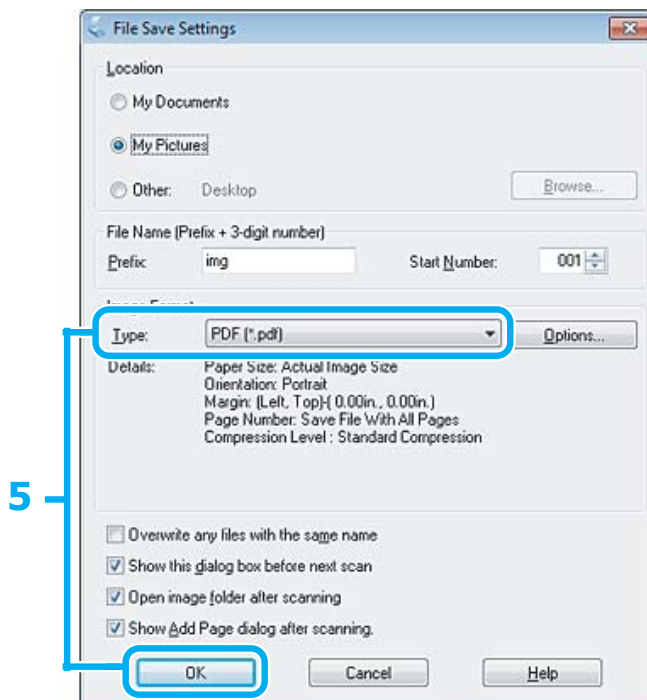 File Save Settings
Location
My Documents
My Pictures
Other: Desktop Browse...
File Name (Prefix + 3-digit number)
Prefix: img Start Number: 001
Image Format
Type: PDF (*.pdf) Options...
Details: Paper Size: Actual Image Size
Orientation: Portrait
Margin: (Left, Top)-( 0.00in., 0.00in.)
Page Number: Save File With All Pages
Compression Level : Standard Compression
5
Overwrite any files with the same name
Show this dialog box before next scan
Open image folder after scanning
Show Add Page dialog after scanning.
OK Cancel Help